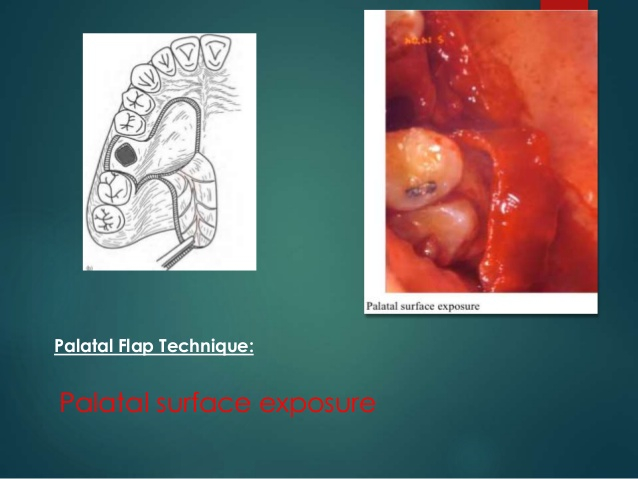 Palatal surface exposure
Palatal Flap Technique:
Palatal surface exposure